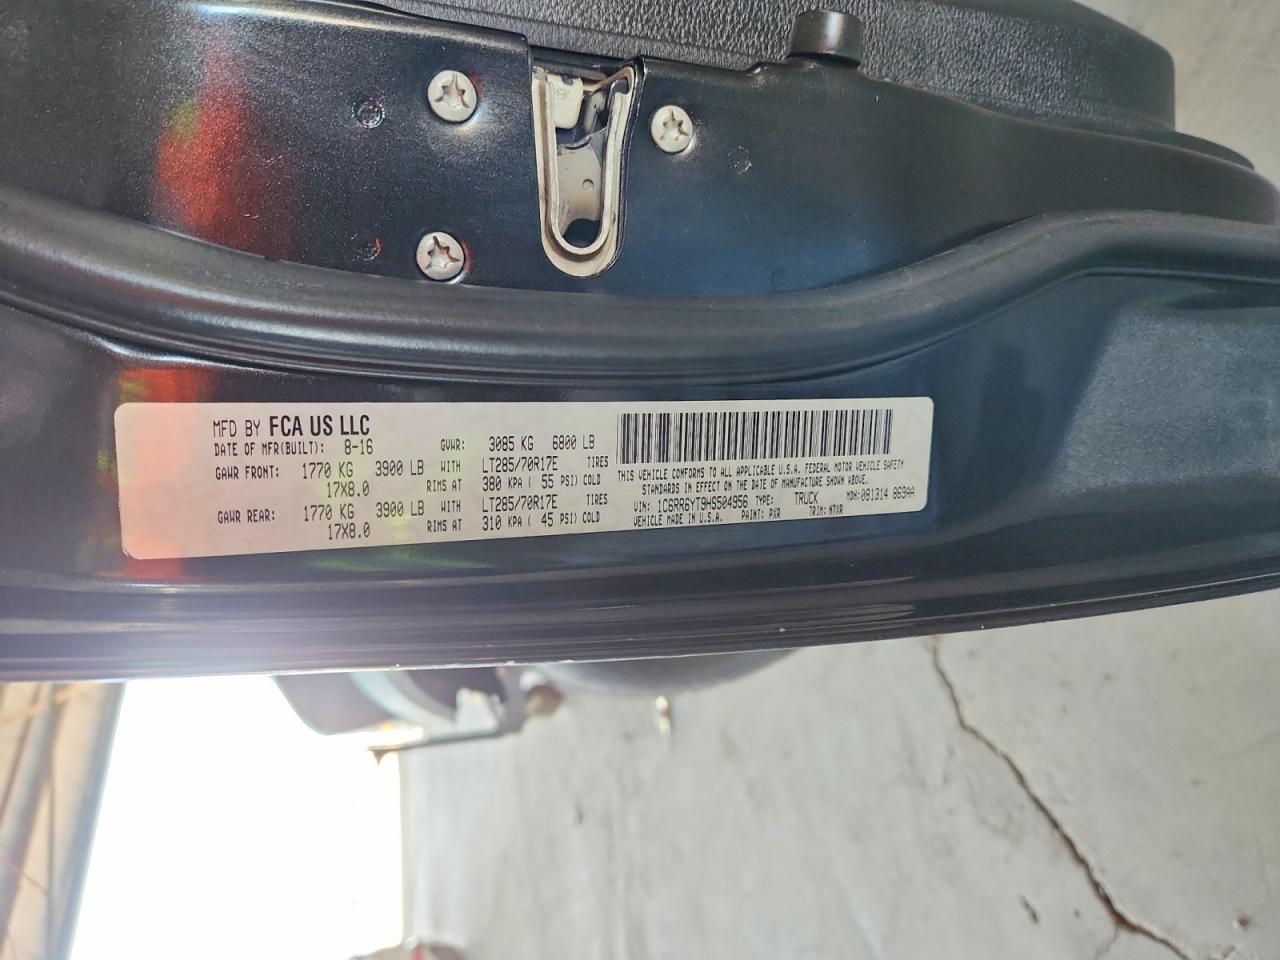 MFD BY FCA US LLC
DATE OF MFR(BUILT): 8-16 GVWR: 3085 KG 6800 LB
GAWR FRONT: 1770 KG 3900 LB WITH LT285/70R17E TIRES
17X8.0 RIMS AT 380 KPA ( 55 PSI) COLD
GAWR REAR: 1770 KG 3900 LB WITH LT285/70R17E TIRES
17X8.0 RIMS AT 310 KPA ( 45 PSI) COLD
THIS VEHICLE CONFORMS TO ALL APPLICABLE U.S.A. FEDERAL MOTOR VEHICLE SAFETY
STANDARDS IN EFFECT ON THE DATE OF MANUFACTURE SHOWN ABOVE.
VIN: 1C6RR6YT9HS504956 TYPE: TRUCK MDH: 081314 869AA
VEHICLE MADE IN U.S.A. PAINT: PXR TRIM: M7XR